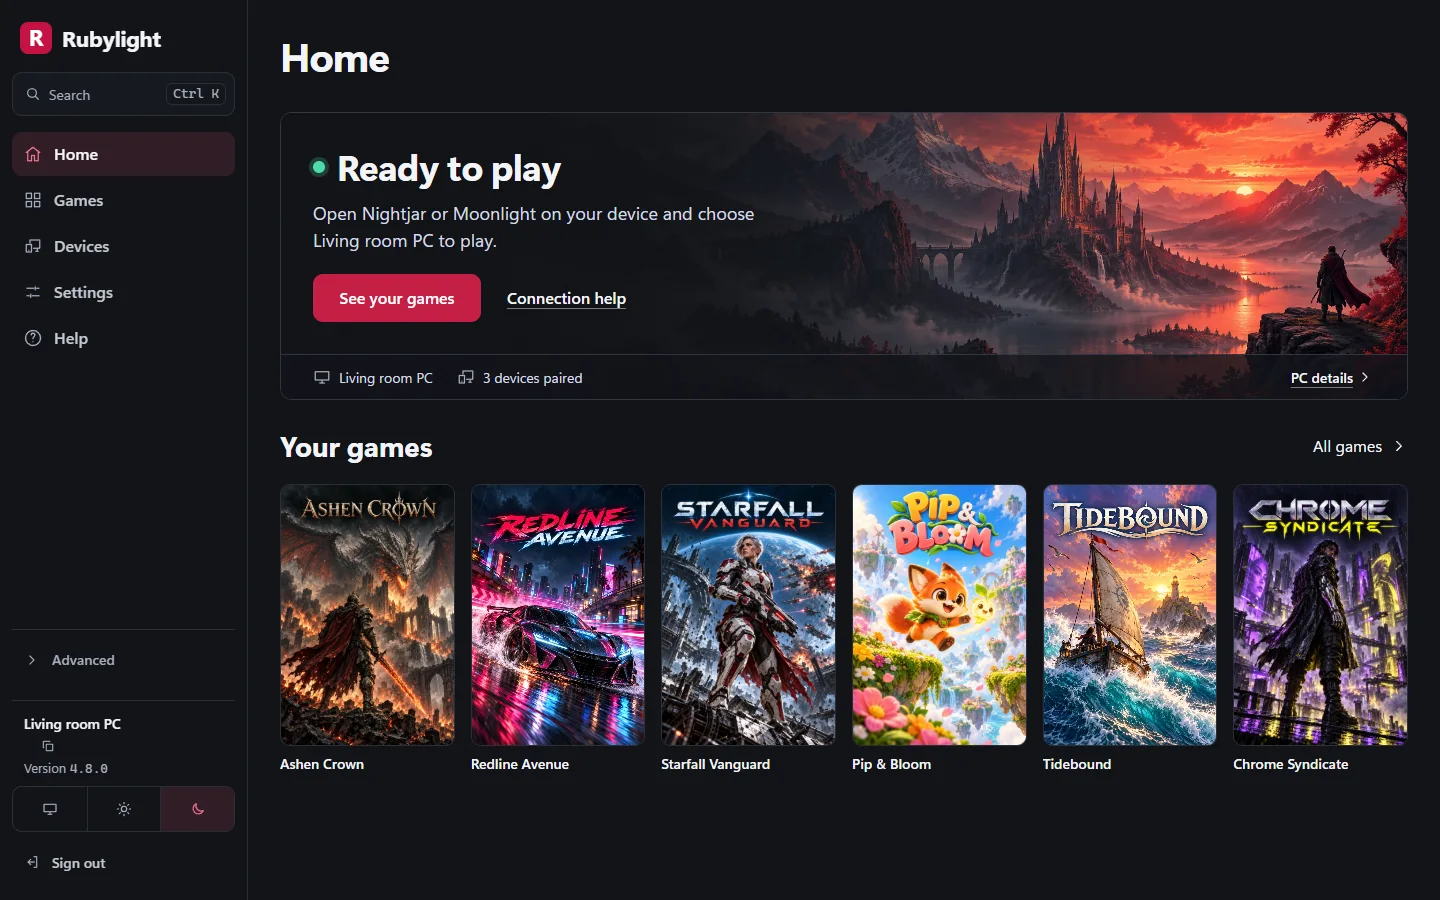 R Rubylight
Search Ctrl K
Home
Games
Devices
Settings
Help
Advanced
Living room PC
Version 4.8.0
Sign out
Home
Ready to play
Open Nightjar or Moonlight on your device and choose
Living room PC to play.
See your games
Connection help
Living room PC
3 devices paired
PC details
Your games
All games
ASHEN CROWN
REDLINE
AVENUE
STARFALL
VANGUARD
PIP &
BLOOM
TIDEBOUND
CHROME
SYNDICATE
Ashen Crown
Redline Avenue
Starfall Vanguard
Pip & Bloom
Tidebound
Chrome Syndicate